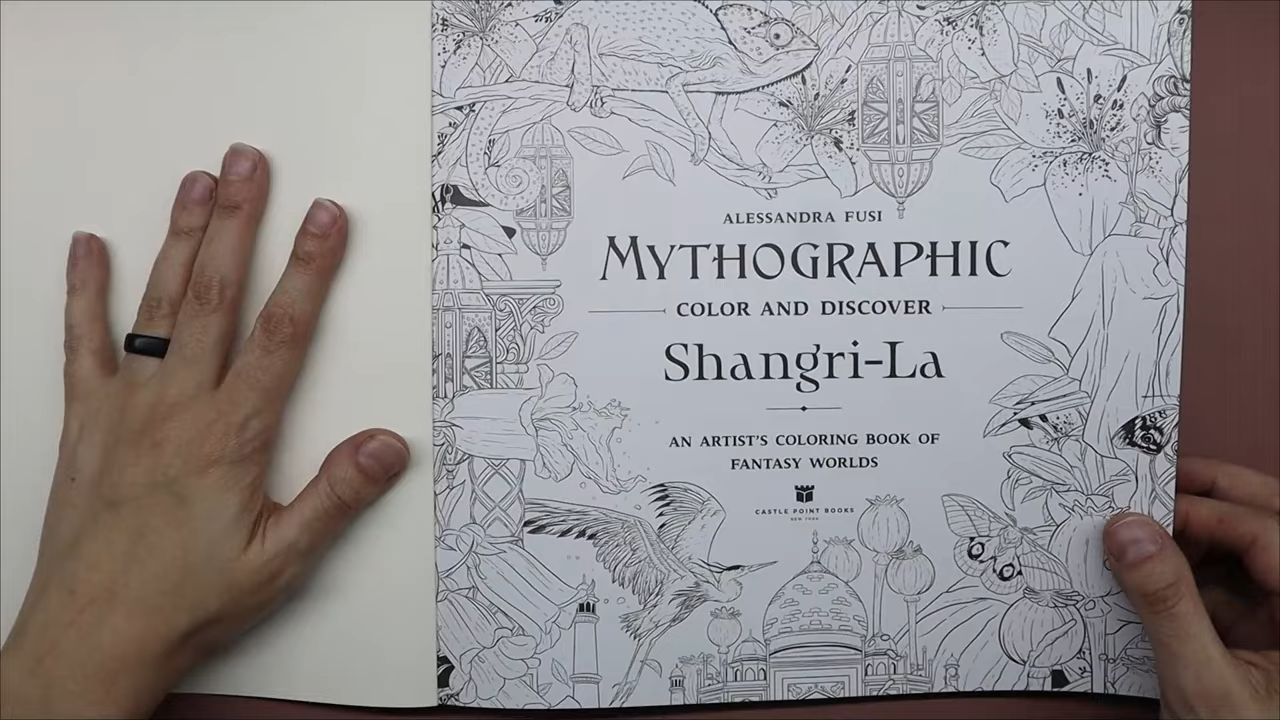 ALESSANDRA FUSI
MYTHOGRAPHIC
COLOR AND DISCOVER
Shangri-La
AN ARTIST'S COLORING BOOK OF
FANTASY WORLDS
CASTLE POINT BOOKS
NEW YORK